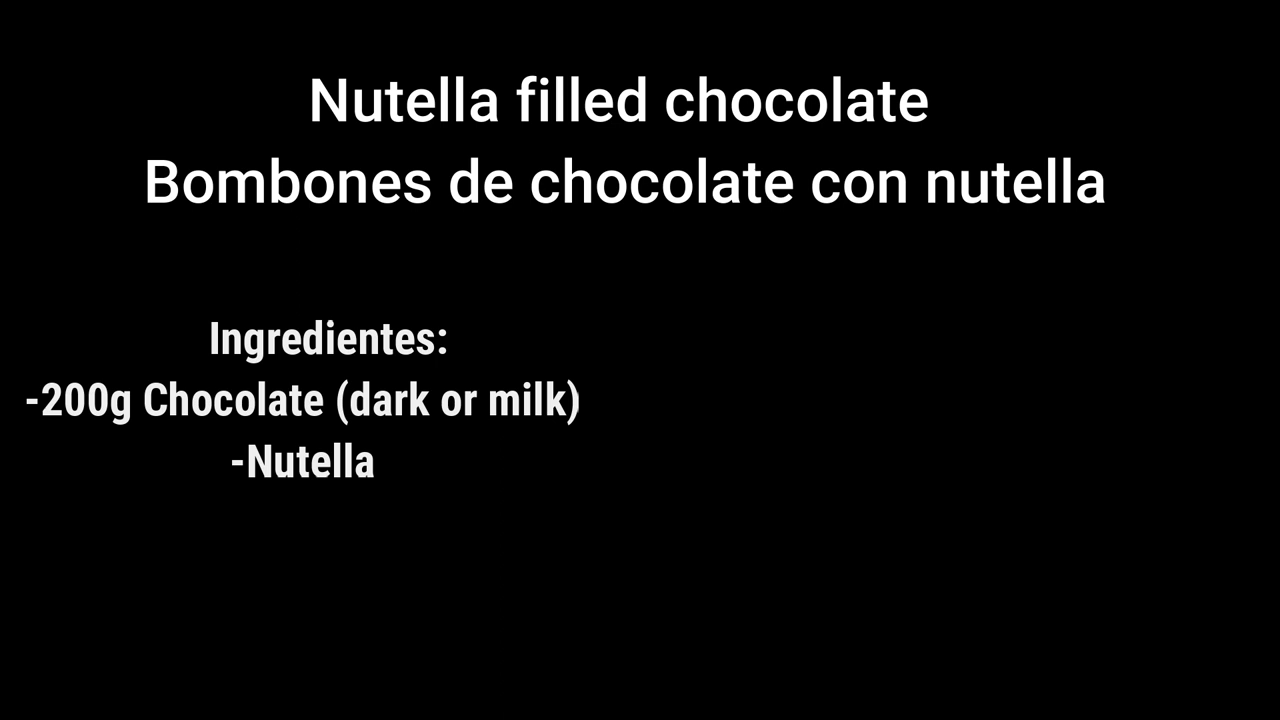 Nutella filled chocolate
Bombones de chocolate con nutella
Ingredientes:
-200g Chocolate (dark or milk)
-Nutella